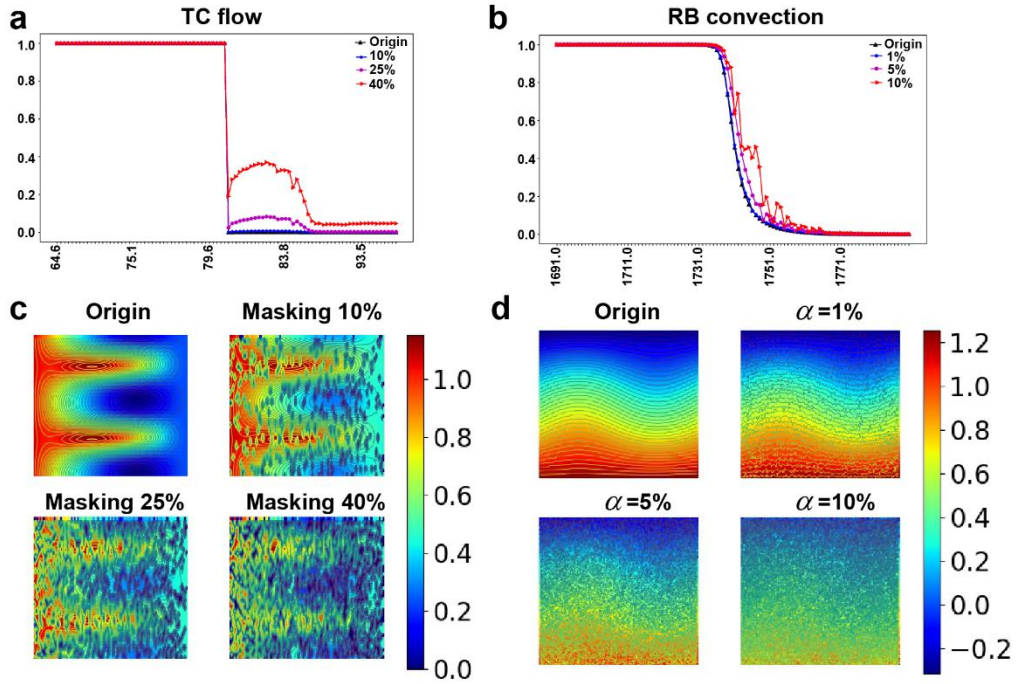 a
TC flow
1.0
0.8
0.6
0.4
0.2
0.0
64.6
75.1
79.6
83.8
93.5
Origin
10%
25%
40%
b
RB convection
1.0
0.8
0.6
0.4
0.2
0.0
1691.0
1711.0
1731.0
1751.0
1771.0
Origin
1%
5%
10%
c
Origin
Masking 10%
Masking 25%
Masking 40%
1.0
0.8
0.6
0.4
0.2
0.0
d
Origin
α=1%
α=5%
α=10%
1.2
1.0
0.8
0.6
0.4
0.2
0.0
−0.2